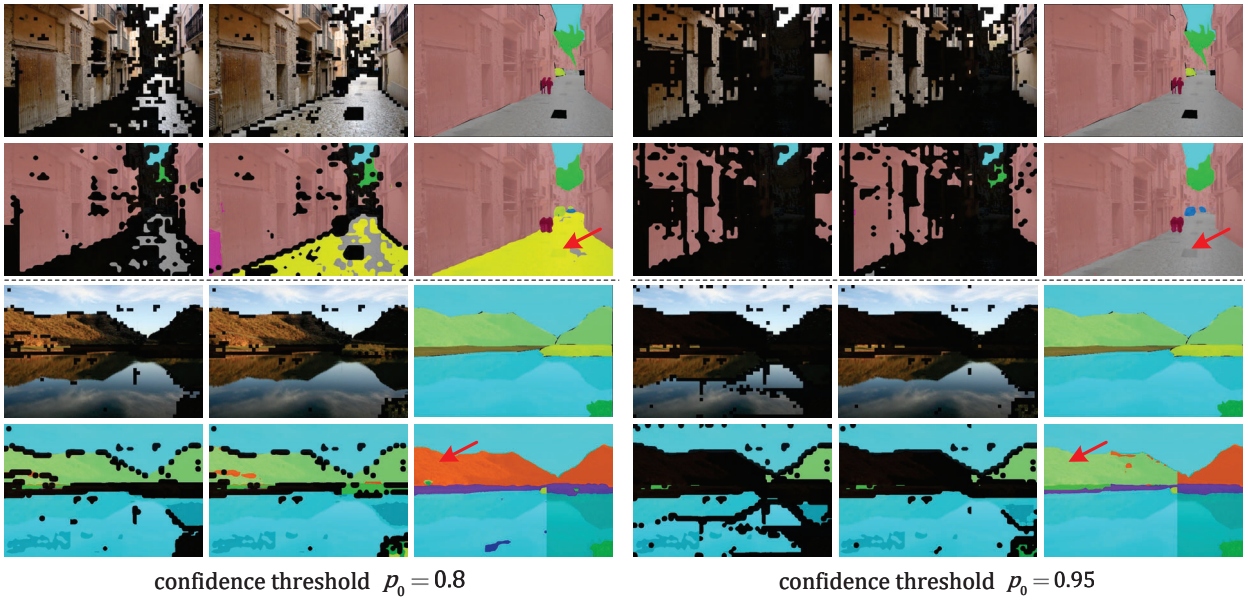 confidence threshold p₀ = 0.8
confidence threshold p₀ = 0.95